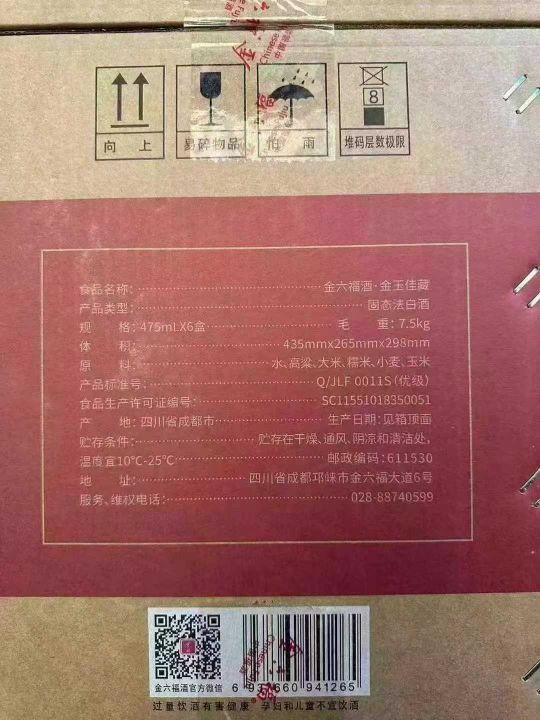 向 上
易碎物品
怕 雨
8
堆码层数极限
食品名称： 金六福酒·金玉佳藏
产品类型： 固态法白酒
规 格：475mLX6盒 毛 重：7.5kg
体 积： 435mmx265mmx298mm
原 料： 水、高粱、大米、糯米、小麦、玉米
产品标准号： Q/JLF 0011S（优级）
食品生产许可证编号： SC11551018350051
产 地：四川省成都市 生产日期：见箱顶面
贮存条件： 贮存在干燥、通风、阴凉和清洁处，
温度宜10℃-25℃ 邮政编码：611530
地 址： 四川省成都邛崃市金六福大道6号
服务、维权电话： 028-88740599
金六福酒官方微信
6 931660 941265
过量饮酒有害健康 孕妇和儿童不宜饮酒